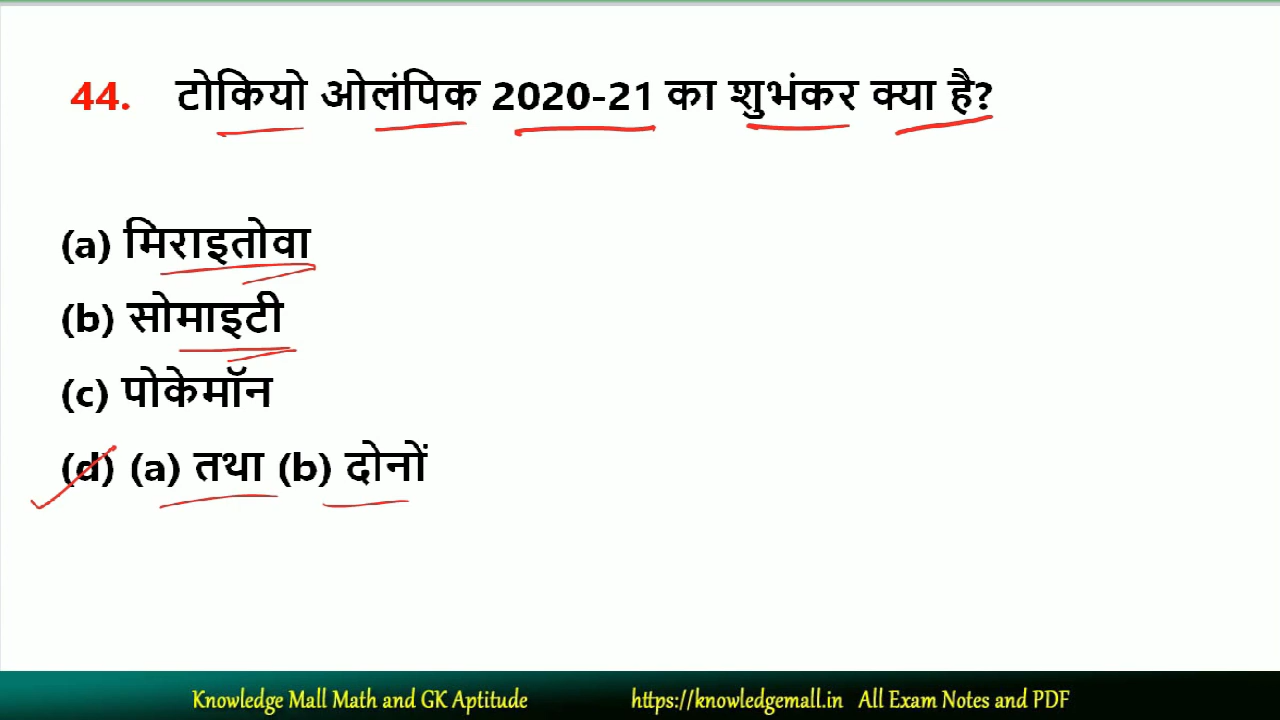 44. टोकियो ओलंपिक 2020-21 का शुभंकर क्या है?
(a) मिराइतोवा
(b) सोमाइटी
(c) पोकेमॉन
(d) (a) तथा (b) दोनों
Knowledge Mall Math and GK Aptitude https://knowledgemall.in All Exam Notes and PDF